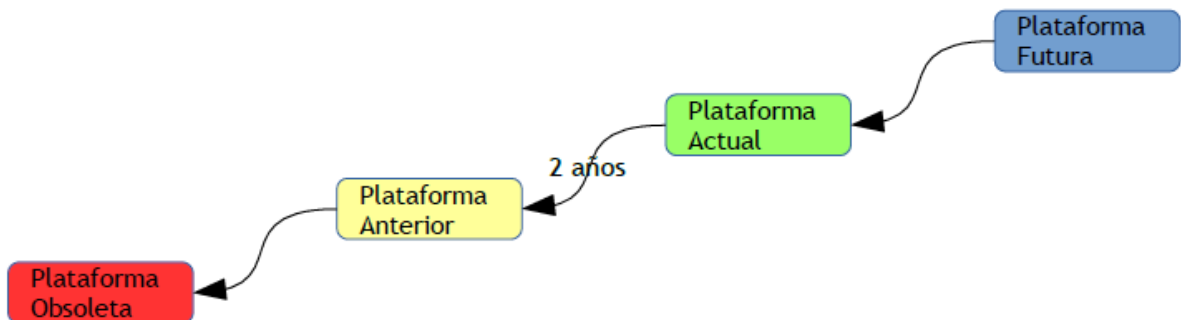 Plataforma
Futura
Plataforma
Actual
2 años
Plataforma
Anterior
Plataforma
Obsoleta